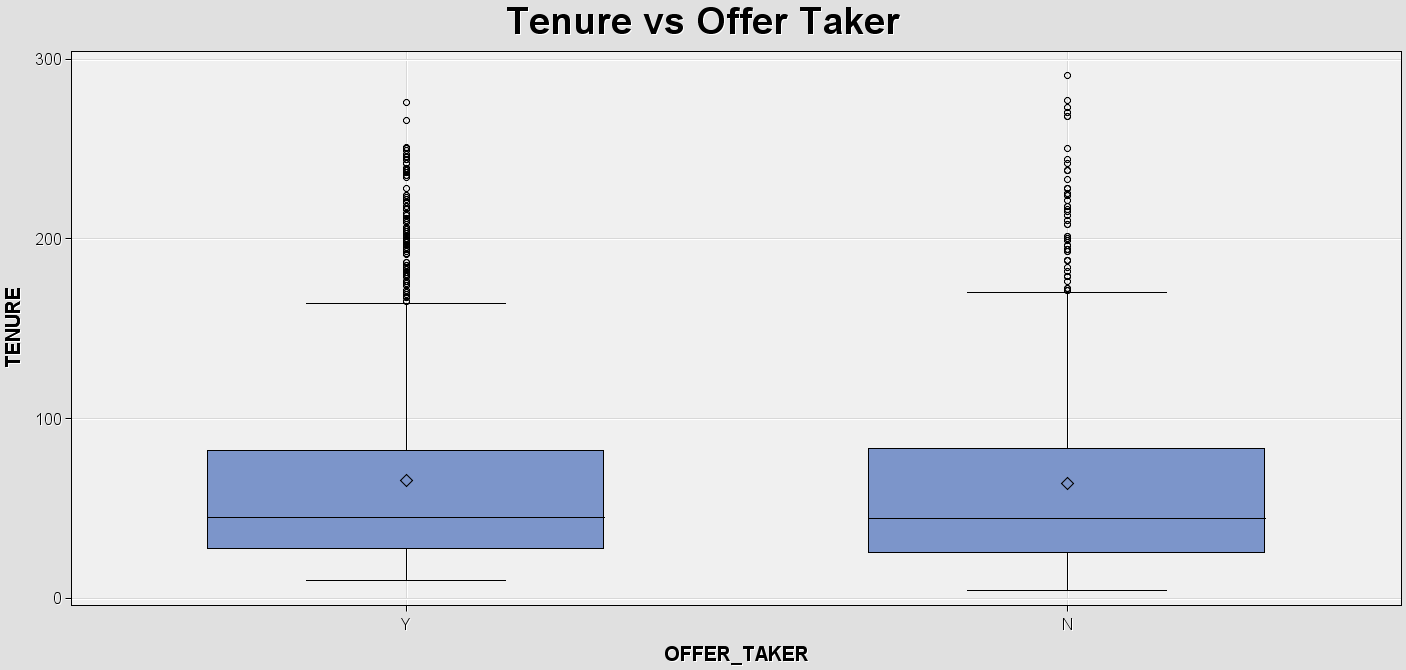 Tenure vs Offer Taker
300
200
100
0
TENURE
Y
N
OFFER_TAKER